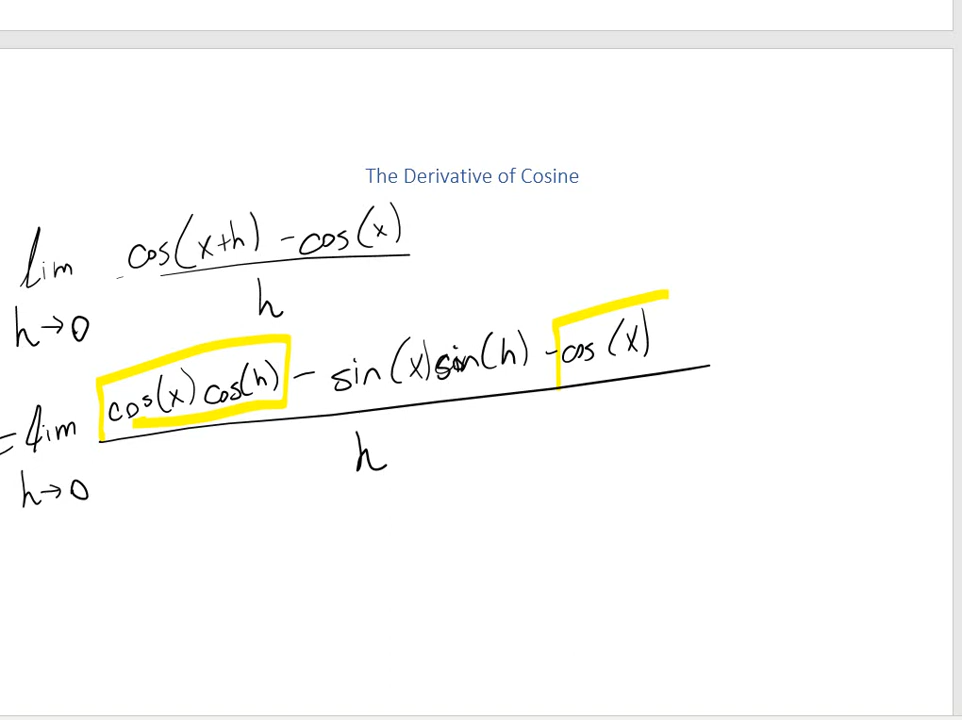 The Derivative of Cosine
lim cos(x+h) - cos(x)
h→0 h
= lim cos(x) cos(h) - sin(x) sin(h) - cos(x)
h→0 h